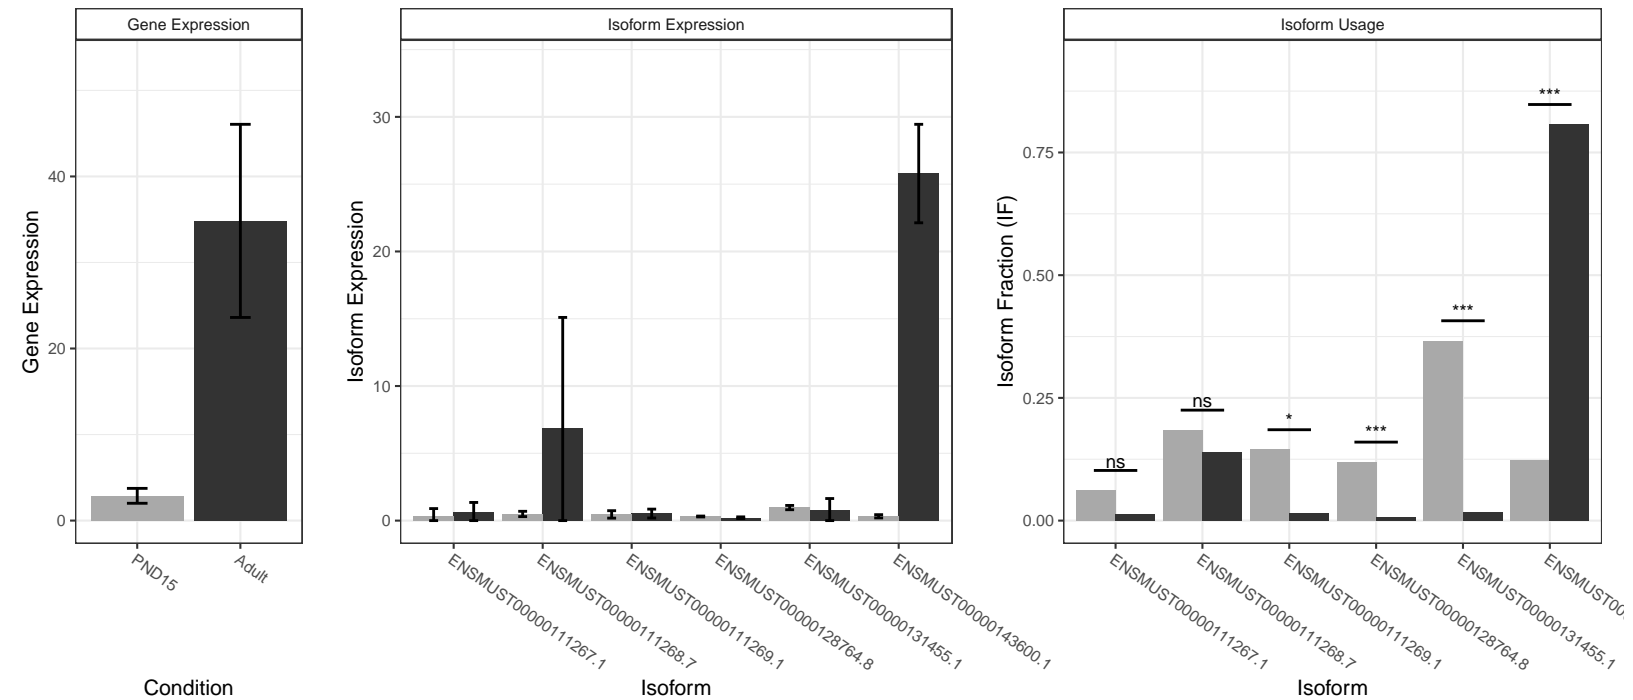 Gene Expression
Gene Expression
40
20
0
PND15
Adult
Condition
Isoform Expression
Isoform Expression
30
20
10
0
ENSMUST00000111267.1
ENSMUST00000111268.7
ENSMUST00000111269.1
ENSMUST00000128764.8
ENSMUST00000131455.1
ENSMUST00000143600.1
Isoform
Isoform Usage
Isoform Fraction (IF)
0.75
0.50
0.25
0.00
ns
ns
*
***
***
***
ENSMUST00000111267.1
ENSMUST00000111268.7
ENSMUST00000111269.1
ENSMUST00000128764.8
ENSMUST00000131455.1
Isoform